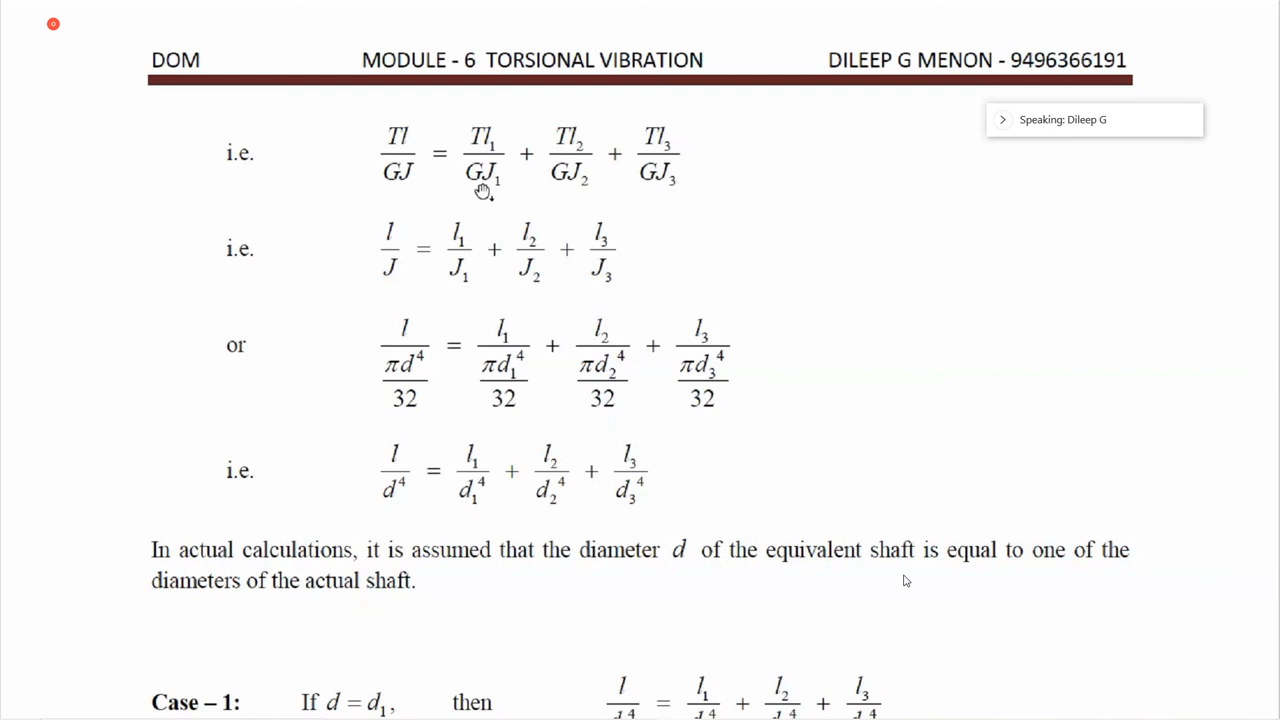 DOM MODULE - 6 TORSIONAL VIBRATION DILEEP G MENON - 9496366191
Speaking: Dileep G
i.e. Tl/GJ = Tl₁/GJ₁ + Tl₂/GJ₂ + Tl₃/GJ₃
i.e. l/J = l₁/J₁ + l₂/J₂ + l₃/J₃
or l/(πd⁴/32) = l₁/(πd₁⁴/32) + l₂/(πd₂⁴/32) + l₃/(πd₃⁴/32)
i.e. l/d⁴ = l₁/d₁⁴ + l₂/d₂⁴ + l₃/d₃⁴
In actual calculations, it is assumed that the diameter d of the equivalent shaft is equal to one of the
diameters of the actual shaft.
Case – 1: If d = d₁, then l = l₁ + l₂ + l₃